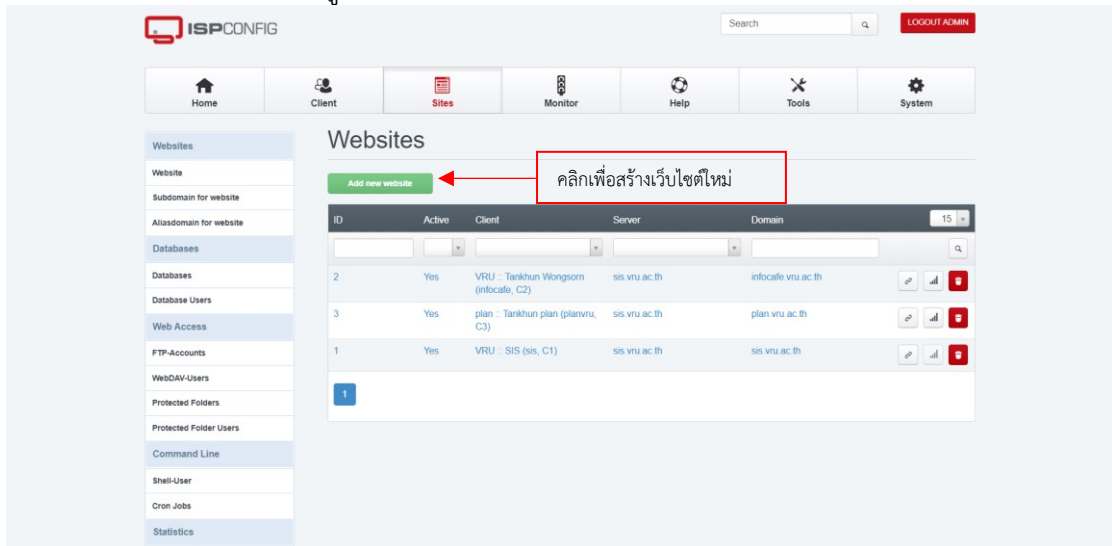 ISPCONFIG
Search
LOGOUT ADMIN
Home
Client
Sites
Monitor
Help
Tools
System
Websites
Website
Subdomain for website
Aliasdomain for website
Databases
Databases
Database Users
Web Access
FTP-Accounts
WebDAV-Users
Protected Folders
Protected Folder Users
Command Line
Shell-User
Cron Jobs
Statistics
Websites
Add new website
คลิกเพื่อสร้างเว็บไซต์ใหม่
ID Active Client Server Domain 15
2 Yes VRU :: Tankhun Wongsorn sis.vru.ac.th infocafe.vru.ac.th
(infocafe, C2)
3 Yes plan :: Tankhun plan (planvru, sis.vru.ac.th plan.vru.ac.th
C3)
1 Yes VRU :: SIS (sis, C1) sis.vru.ac.th sis.vru.ac.th
1